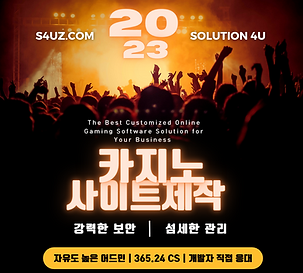 S4UZ.COM
20
23
SOLUTION 4U
The Best Customized Online
Gaming Software Solution for
Your Business
카지노
사이트제작
강력한 보안 | 섬세한 관리
자유도 높은 어드민 | 365,24 CS | 개발자 직접 응대